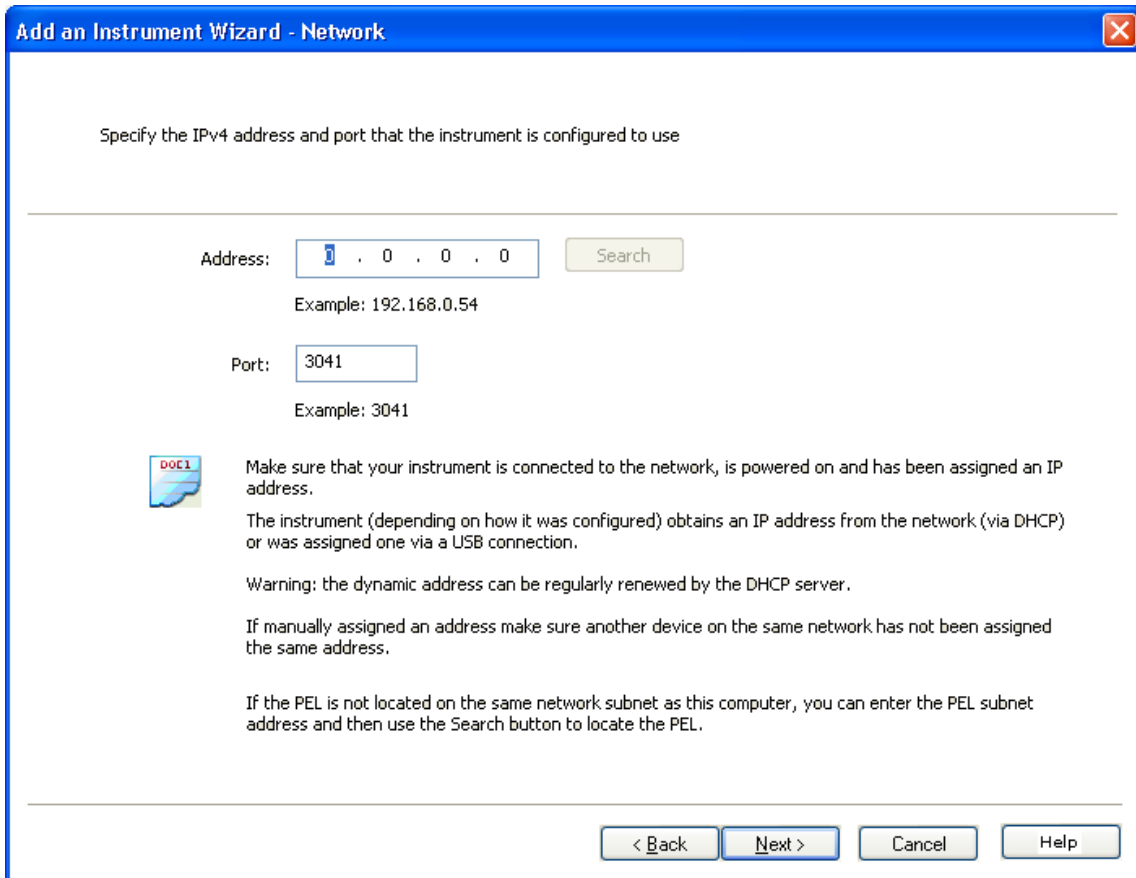 Add an Instrument Wizard - Network
Specify the IPv4 address and port that the instrument is configured to use
Address: 0 . 0 . 0 . 0 Search
Example: 192.168.0.54
Port: 3041
Example: 3041
DOC1
Make sure that your instrument is connected to the network, is powered on and has been assigned an IP
address.
The instrument (depending on how it was configured) obtains an IP address from the network (via DHCP)
or was assigned one via a USB connection.
Warning: the dynamic address can be regularly renewed by the DHCP server.
If manually assigned an address make sure another device on the same network has not been assigned
the same address.
If the PEL is not located on the same network subnet as this computer, you can enter the PEL subnet
address and then use the Search button to locate the PEL.
< Back Next > Cancel Help